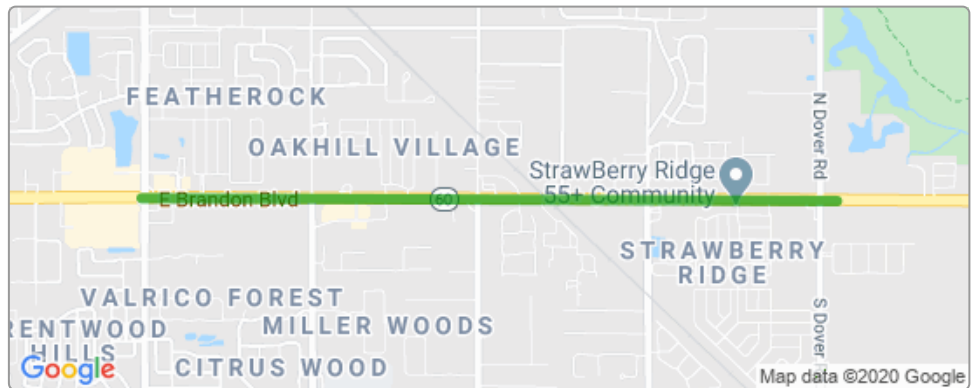 FEATHEROCK
N Dover Rd
OAKHILL VILLAGE
StrawBerry Ridge
55+ Community
E Brandon Blvd
60
STRAWBERRY
RIDGE
VALRICO FOREST
RENTWOOD
HILLS
MILLER WOODS
S Dover
CITRUS WOOD
Google
Map data ©2020 Google